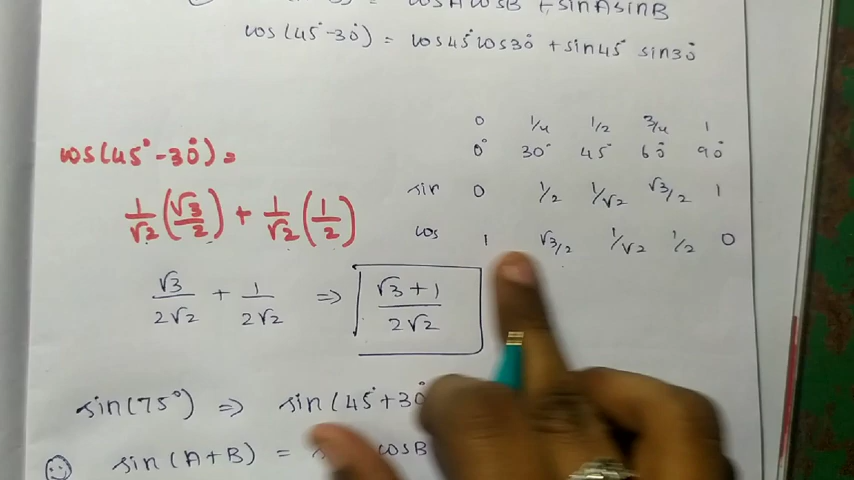 = cosAcosB + sinAsinB
cos(45°-30°) = cos45°cos30° + sin45° sin30°
0 1/4 1/2 3/4 1
0° 30° 45° 60° 90°
sin 0 1/2 1/√2 √3/2 1
cos 1 √3/2 1/√2 1/2 0
cos(45°-30°) =
1/√2 (√3/2) + 1/√2 (1/2)
√3/2√2 + 1/2√2 ⇒ √3+1/2√2
sin(75°) ⇒ sin(45°+30°
sin(A+B) = cosB